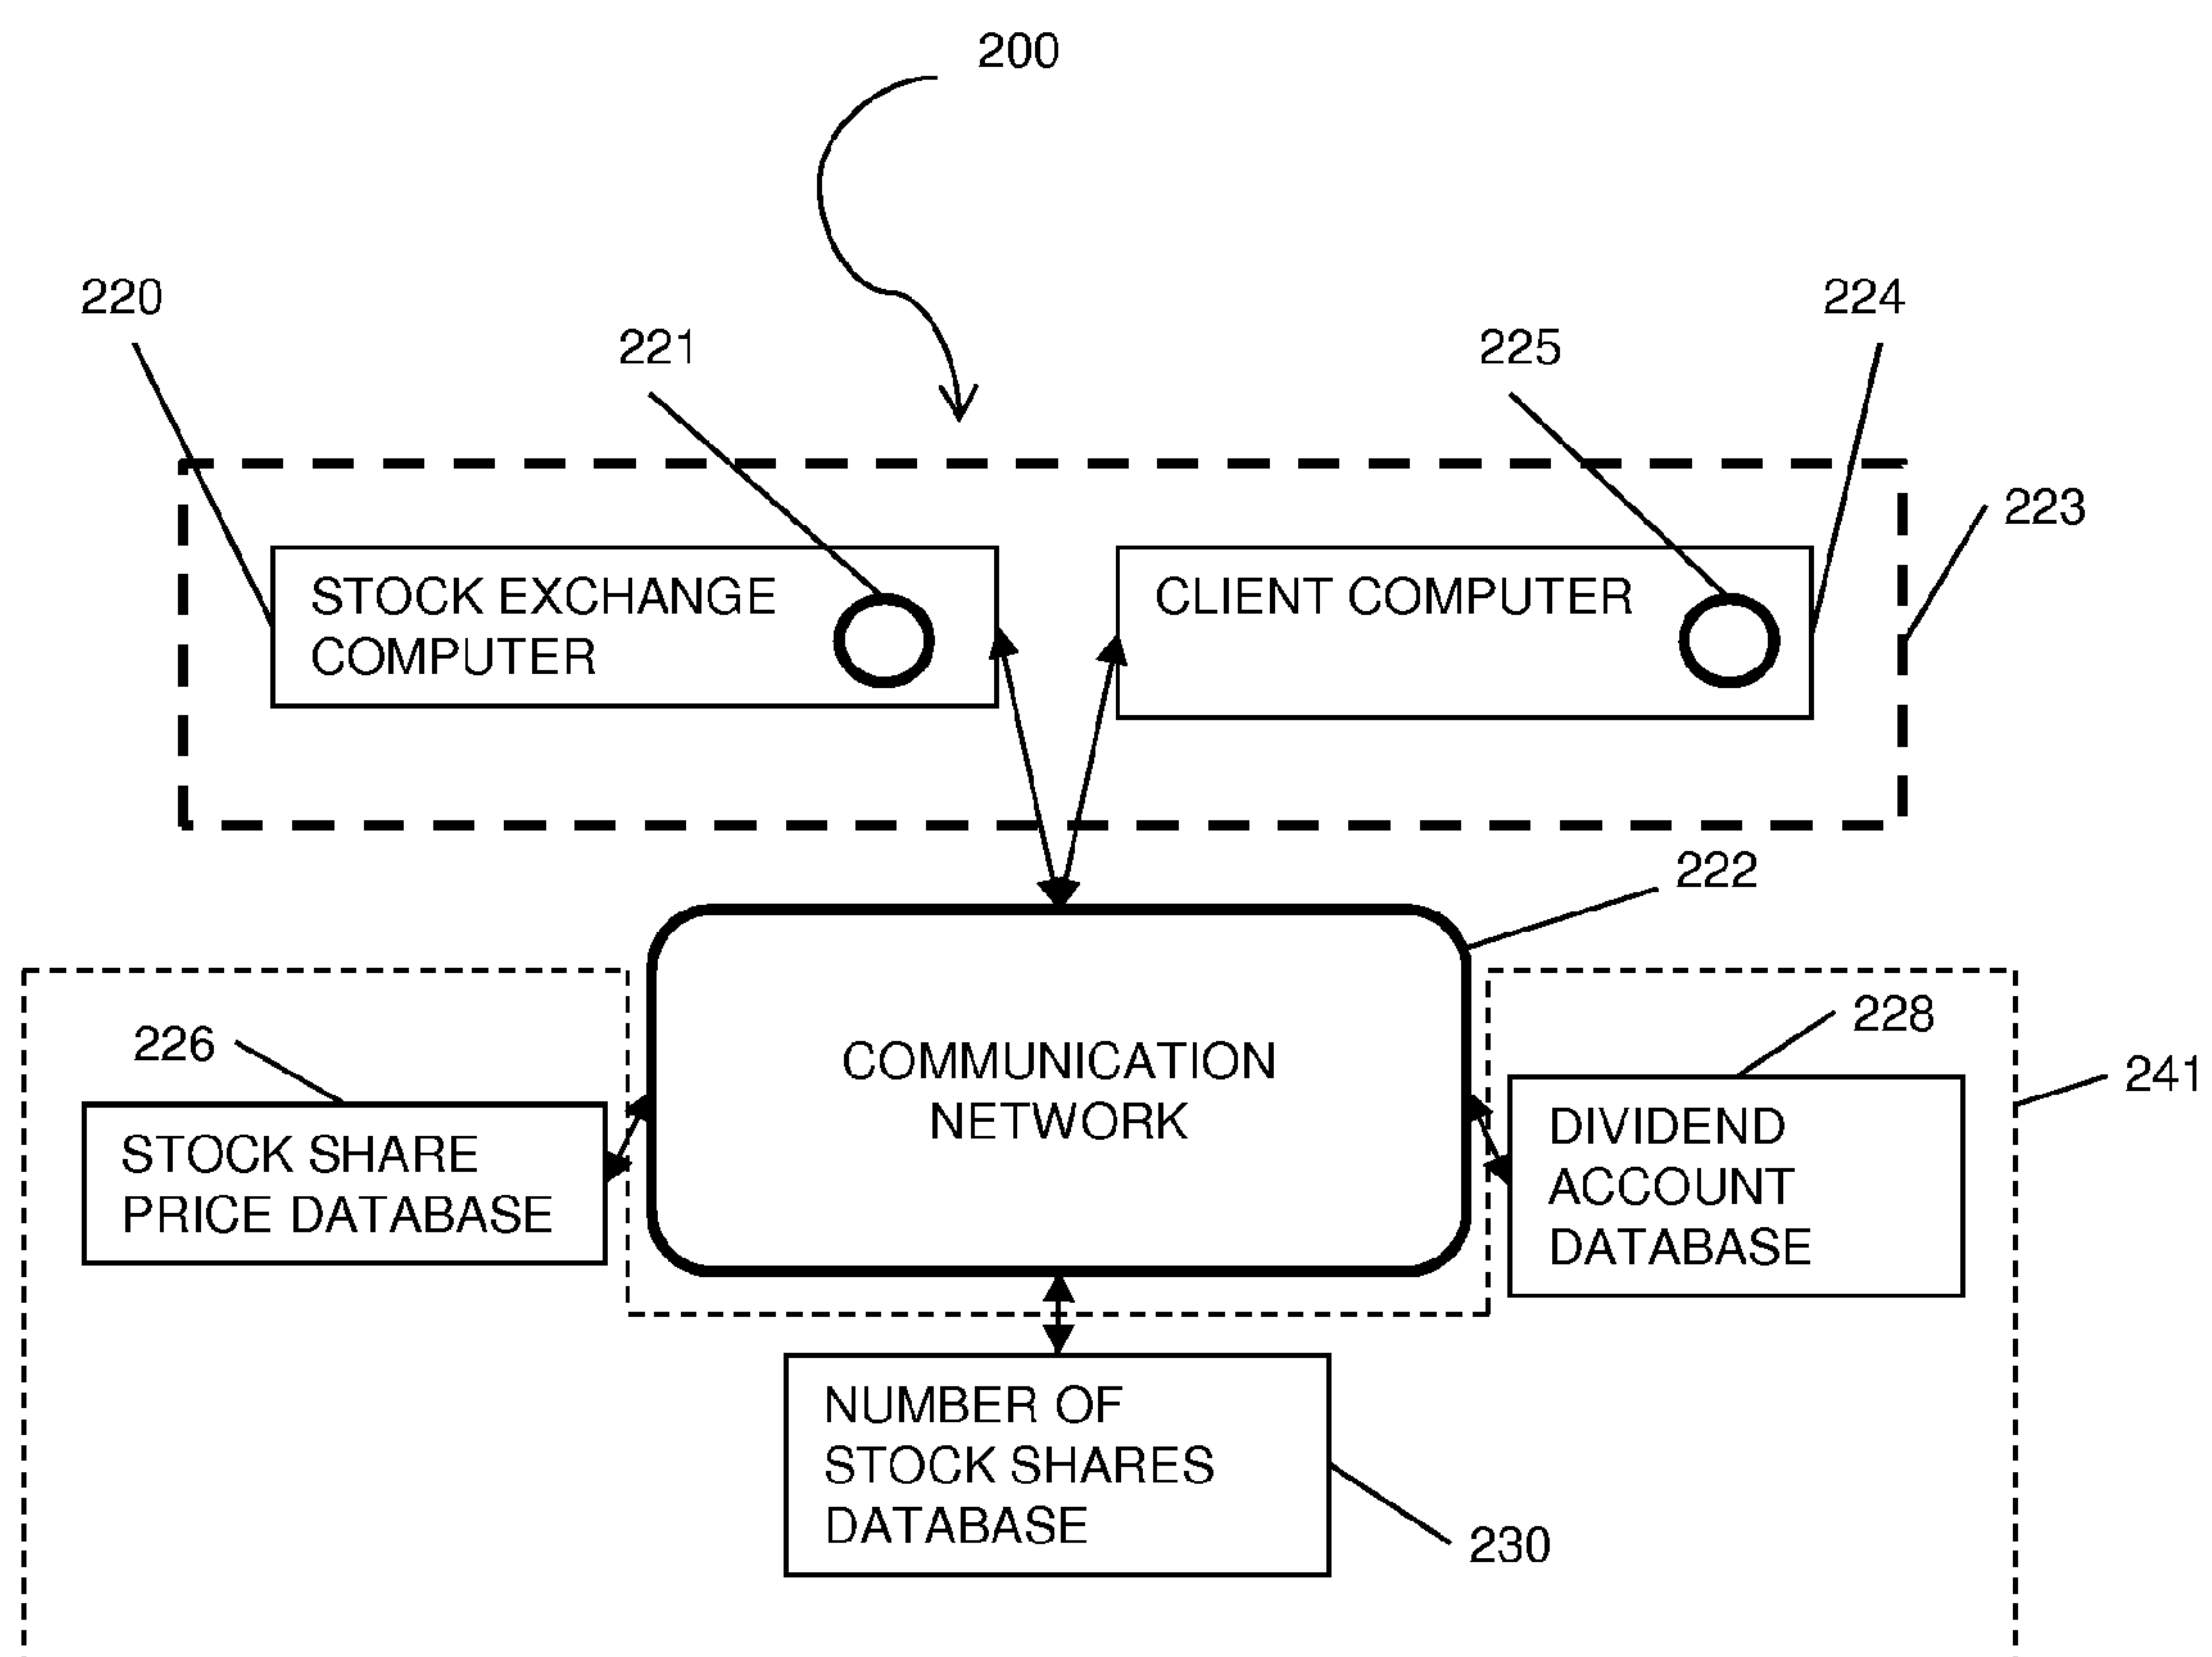 200
220
224
221
225
223
STOCK EXCHANGE
COMPUTER
CLIENT COMPUTER
222
COMMUNICATION
NETWORK
226
228
241
STOCK SHARE
PRICE DATABASE
DIVIDEND
ACCOUNT
DATABASE
NUMBER OF
STOCK SHARES
DATABASE
230